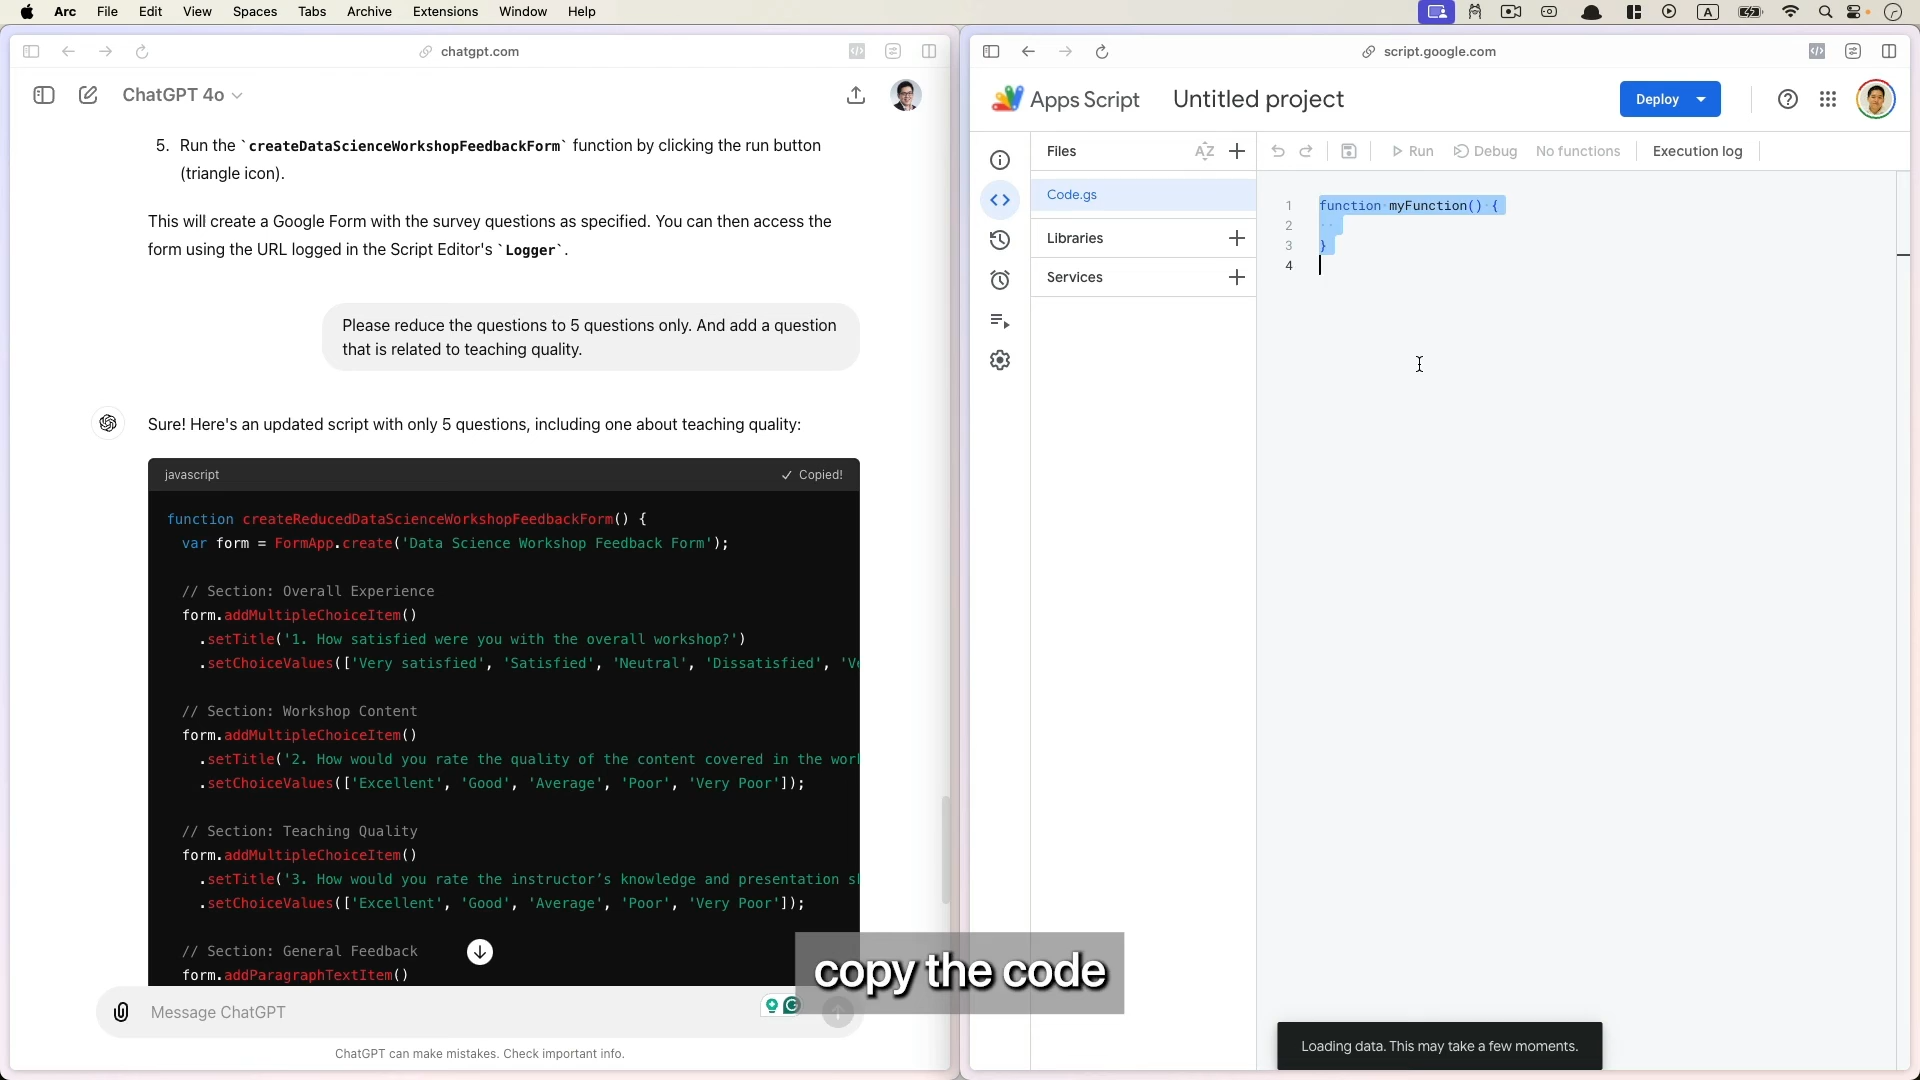 Arc File Edit View Spaces Tabs Archive Extensions Window Help
A
chatgpt.com
ChatGPT 4o
5. Run the `createDataScienceWorkshopFeedbackForm` function by clicking the run button
(triangle icon).
This will create a Google Form with the survey questions as specified. You can then access the
form using the URL logged in the Script Editor's `Logger`.
Please reduce the questions to 5 questions only. And add a question
that is related to teaching quality.
Sure! Here's an updated script with only 5 questions, including one about teaching quality:
javascript
Copied!
function createReducedDataScienceWorkshopFeedbackForm() {
var form = FormApp.create('Data Science Workshop Feedback Form');
// Section: Overall Experience
form.addMultipleChoiceItem()
.setTitle('1. How satisfied were you with the overall workshop?')
.setChoiceValues(['Very satisfied', 'Satisfied', 'Neutral', 'Dissatisfied', 'Ve
// Section: Workshop Content
form.addMultipleChoiceItem()
.setTitle('2. How would you rate the quality of the content covered in the wor
.setChoiceValues(['Excellent', 'Good', 'Average', 'Poor', 'Very Poor']);
// Section: Teaching Quality
form.addMultipleChoiceItem()
.setTitle('3. How would you rate the instructor’s knowledge and presentation s
.setChoiceValues(['Excellent', 'Good', 'Average', 'Poor', 'Very Poor']);
// Section: General Feedback
form.addParagraphTextItem()
Message ChatGPT
ChatGPT can make mistakes. Check important info.
script.google.com
Apps Script Untitled project
Deploy
Files
AZ
Run Debug No functions Execution log
Code.gs
Libraries
Services
1 function myFunction() {
2
3 }
4
copy the code
Loading data. This may take a few moments.